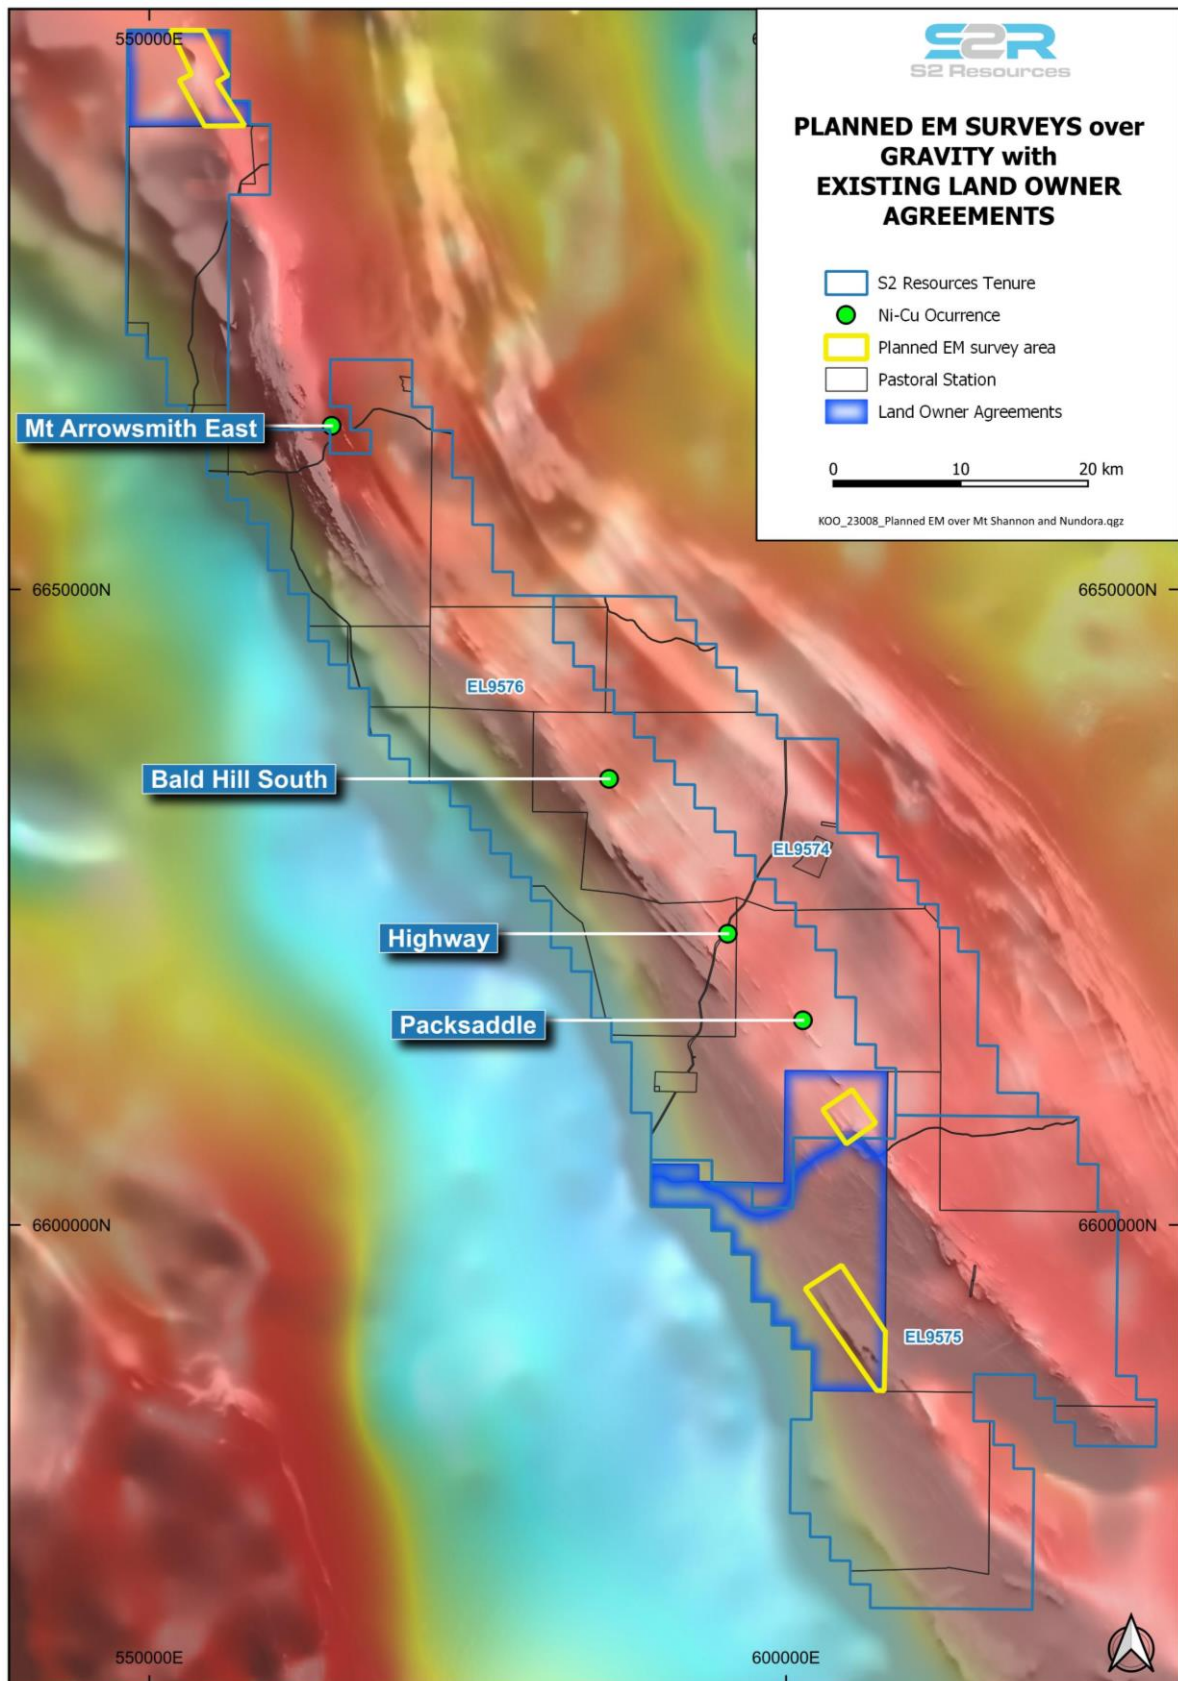 550000E
S2R
S2 Resources
PLANNED EM SURVEYS over
GRAVITY with
EXISTING LAND OWNER
AGREEMENTS
S2 Resources Tenure
Ni-Cu Ocurrence
Planned EM survey area
Pastoral Station
Land Owner Agreements
0 10 20 km
KOO_23008_Planned EM over Mt Shannon and Nundora.qgz
Mt Arrowsmith East
6650000N 6650000N
EL9576
Bald Hill South
EL9574
Highway
Packsaddle
6600000N 6600000N
EL9575
550000E 600000E